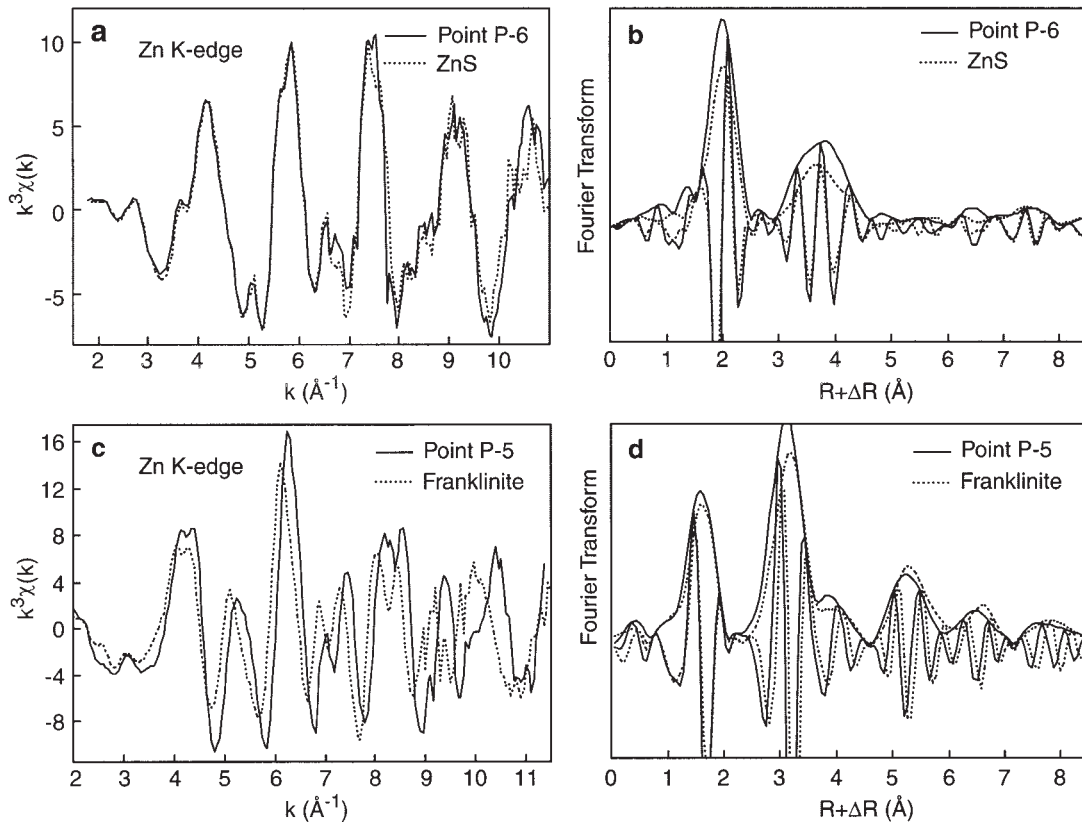 a
Zn K-edge
Point P-6
ZnS
10
5
0
-5
k³χ(k)
2 3 4 5 6 7 8 9 10
k (Å⁻¹)
b
Point P-6
ZnS
Fourier Transform
0 1 2 3 4 5 6 7 8
R+ΔR (Å)
c
Zn K-edge
Point P-5
Franklinite
16
12
8
4
0
-4
-8
k³χ(k)
2 3 4 5 6 7 8 9 10 11
k (Å⁻¹)
d
Point P-5
Franklinite
Fourier Transform
0 1 2 3 4 5 6 7 8
R+ΔR (Å)